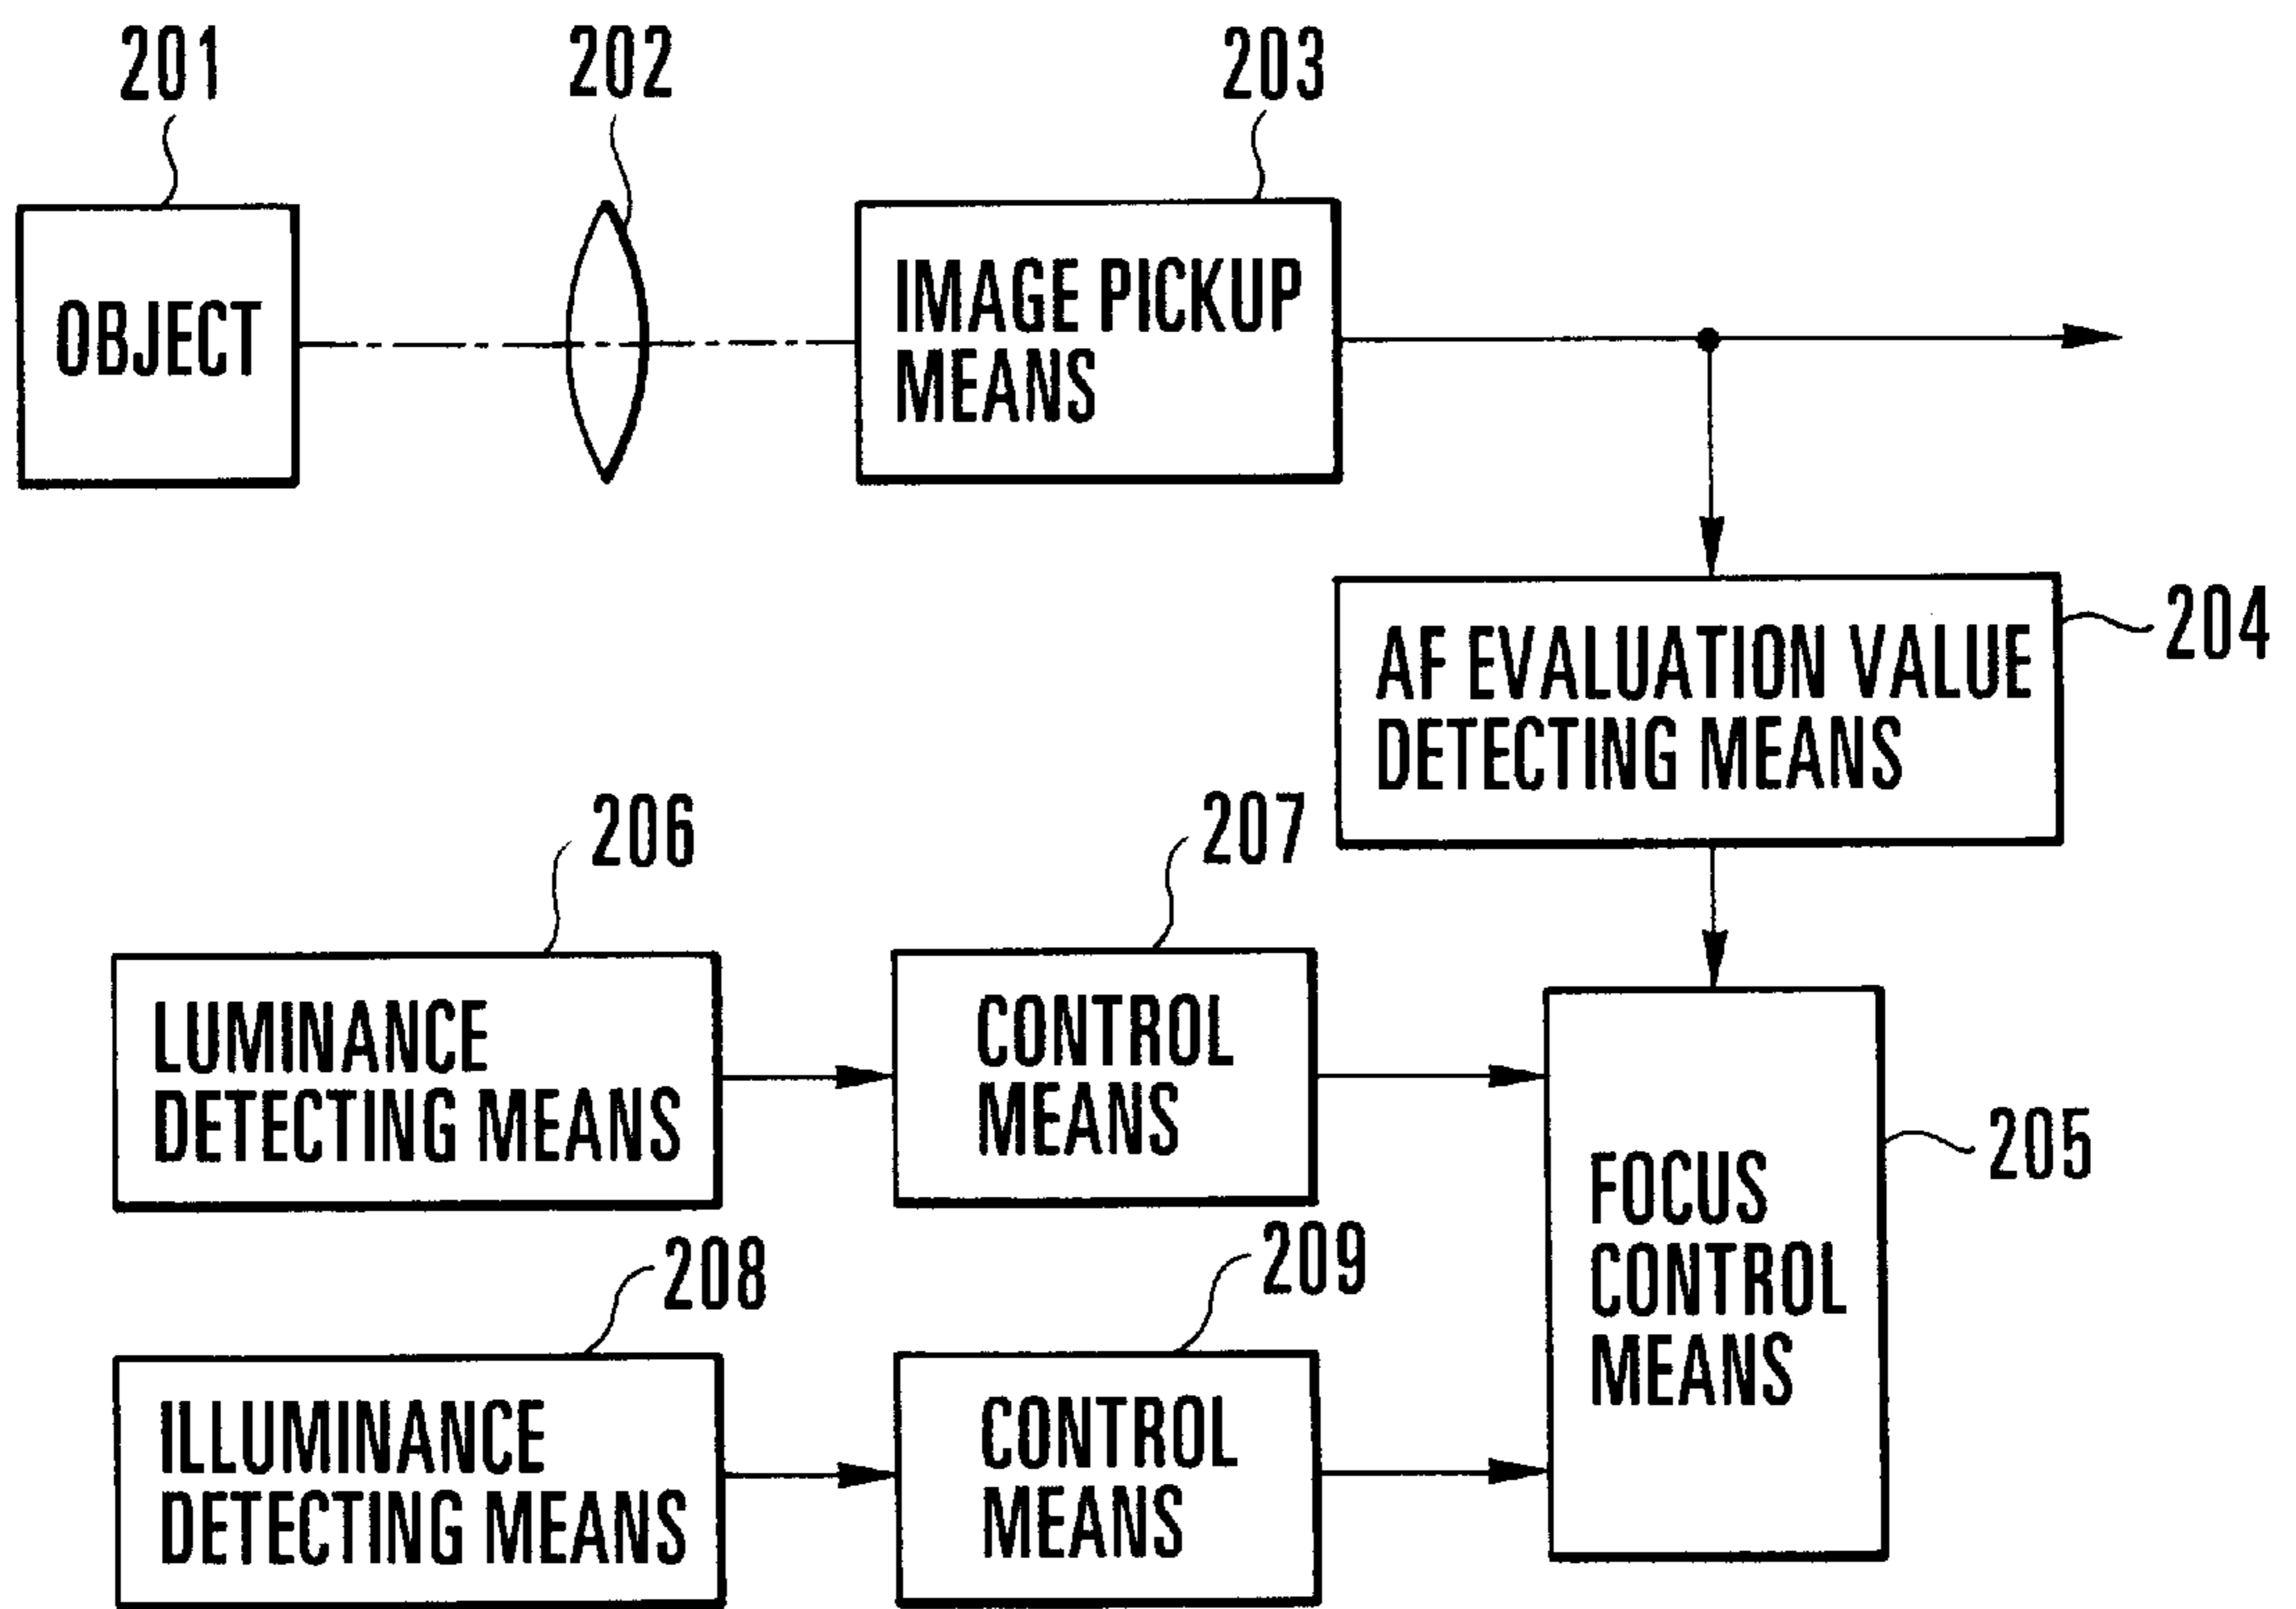 201
202
203
OBJECT
IMAGE PICKUP
MEANS
204
AF EVALUATION VALUE
DETECTING MEANS
206
207
LUMINANCE
DETECTING MEANS
CONTROL
MEANS
205
FOCUS
CONTROL
MEANS
208
209
ILLUMINANCE
DETECTING MEANS
CONTROL
MEANS